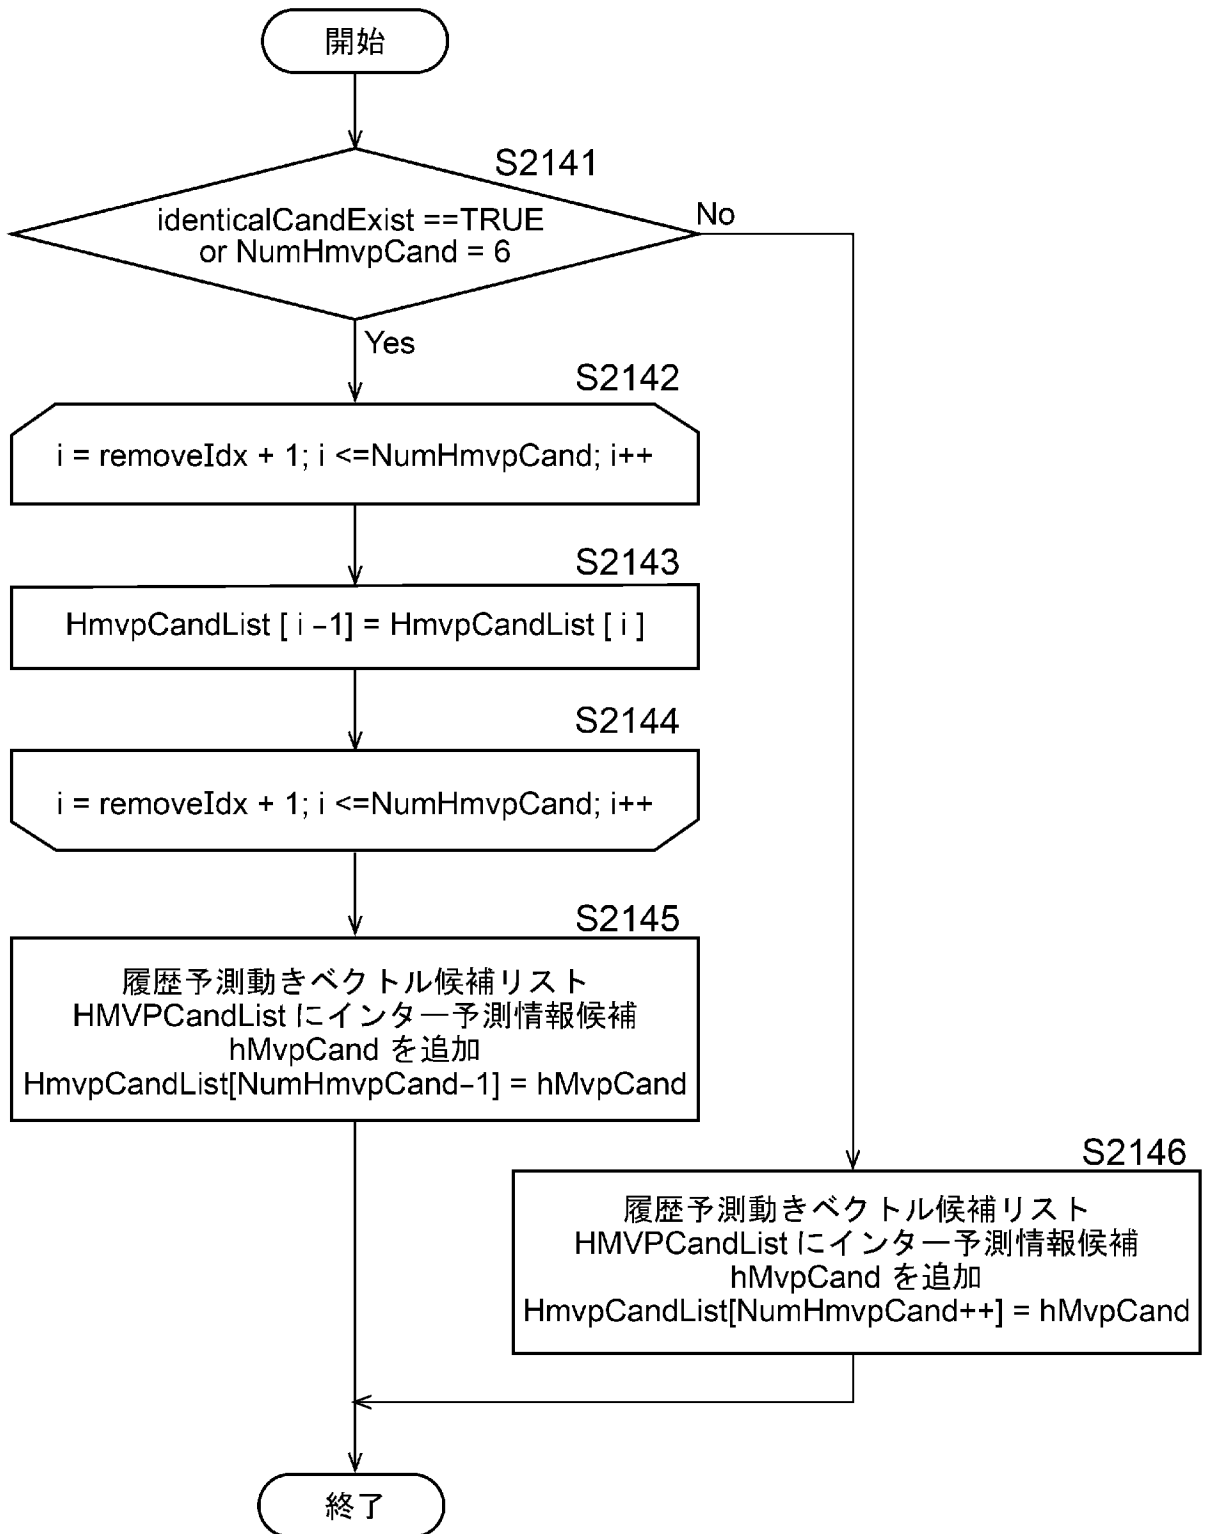 開始
S2141
identicalCandExist ==TRUE
or NumHmvpCand = 6
No
Yes
S2142
i = removeIdx + 1; i <=NumHmvpCand; i++
S2143
HmvpCandList [ i –1] = HmvpCandList [ i ]
S2144
i = removeIdx + 1; i <=NumHmvpCand; i++
S2145
履歴予測動きベクトル候補リスト
HMVPCandList にインター予測情報候補
hMvpCand を追加
HmvpCandList[NumHmvpCand–1] = hMvpCand
S2146
履歴予測動きベクトル候補リスト
HMVPCandList にインター予測情報候補
hMvpCand を追加
HmvpCandList[NumHmvpCand++] = hMvpCand
終了